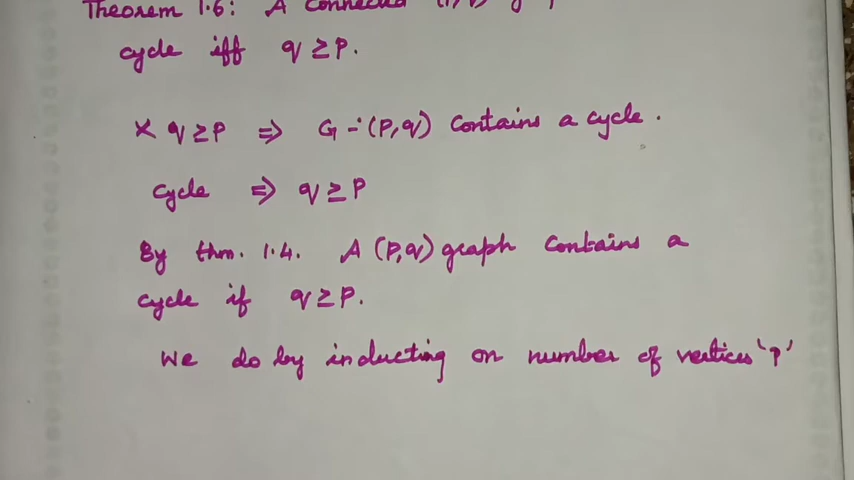 Theorem 1.6: A connected
cycle iff q ≥ p.
× q ≥ p ⇒ G - (p,q) contains a cycle.
cycle ⇒ q ≥ p
By thm. 1.4. A (p,q) graph contains a
cycle if q ≥ p.
We do by inducting on number of vertices 'p'